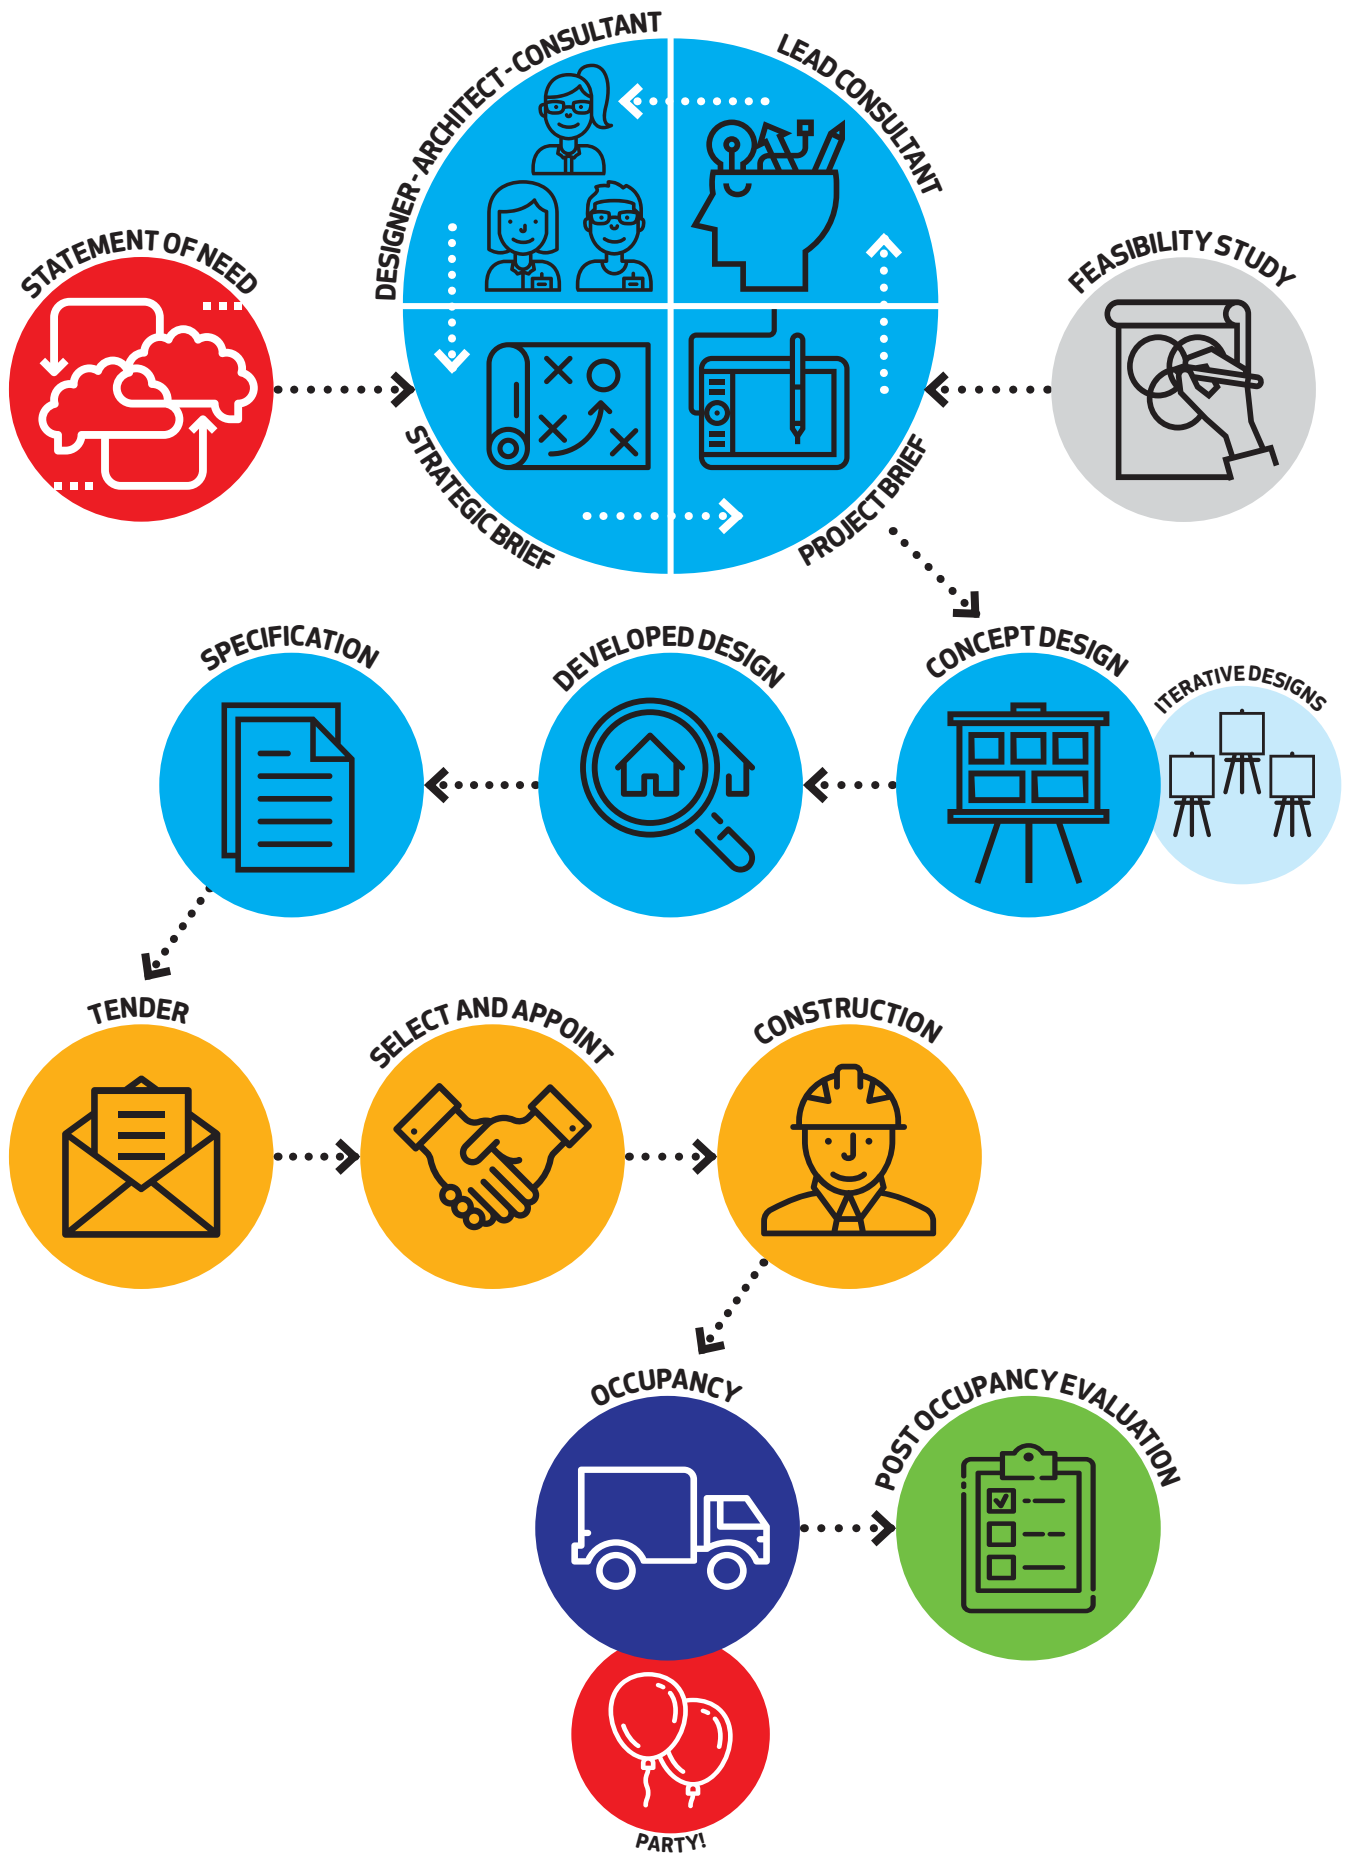 DESIGNER - ARCHITECT - CONSULTANT
LEAD CONSULTANT
STATEMENT OF NEED
FEASIBILITY STUDY
STRATEGIC BRIEF
PROJECT BRIEF
SPECIFICATION
DEVELOPED DESIGN
CONCEPT DESIGN
ITERATIVE DESIGNS
TENDER
SELECT AND APPOINT
CONSTRUCTION
OCCUPANCY
POST OCCUPANCY EVALUATION
PARTY!